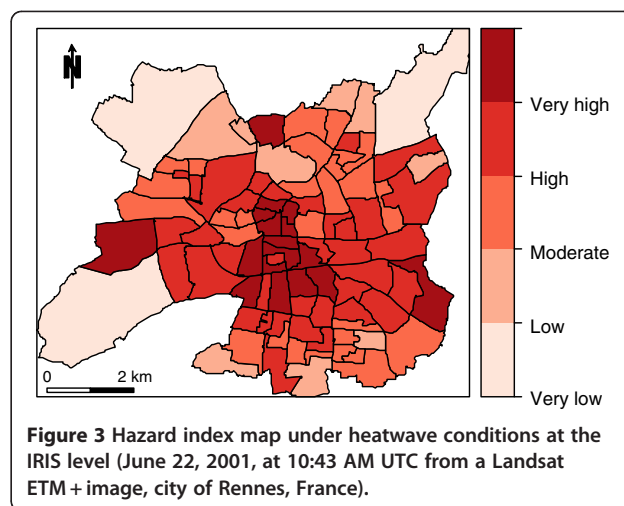 N
Very high
High
Moderate
Low
Very low
0 2 km
Figure 3 Hazard index map under heatwave conditions at the
IRIS level (June 22, 2001, at 10:43 AM UTC from a Landsat
ETM + image, city of Rennes, France).